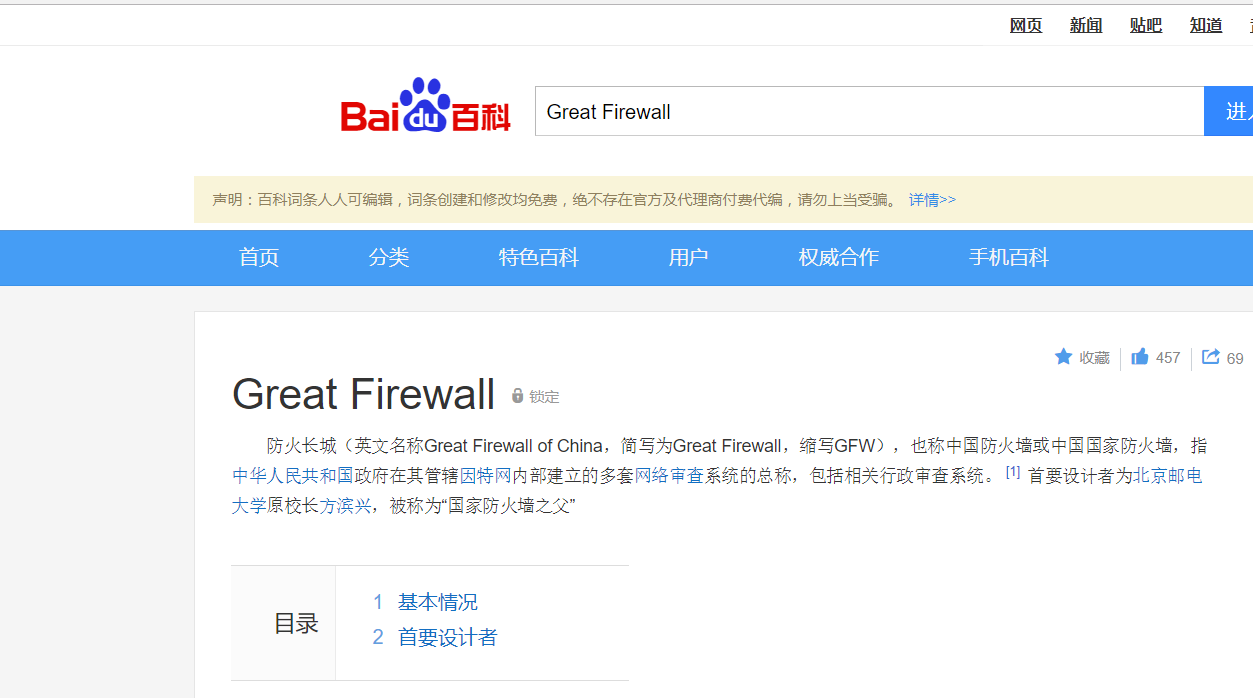 网页 新闻 贴吧 知道
Bai du 百科
Great Firewall
进入
声明：百科词条人人可编辑，词条创建和修改均免费，绝不存在官方及代理商付费代编，请勿上当受骗。 详情>>
首页 分类 特色百科 用户 权威合作 手机百科
收藏 457 69
Great Firewall 锁定
防火长城（英文名称Great Firewall of China，简写为Great Firewall，缩写GFW），也称中国防火墙或中国国家防火墙，指
中华人民共和国政府在其管辖因特网内部建立的多套网络审查系统的总称，包括相关行政审查系统。 [1] 首要设计者为北京邮电
大学原校长方滨兴，被称为“国家防火墙之父”
目录
1 基本情况
2 首要设计者